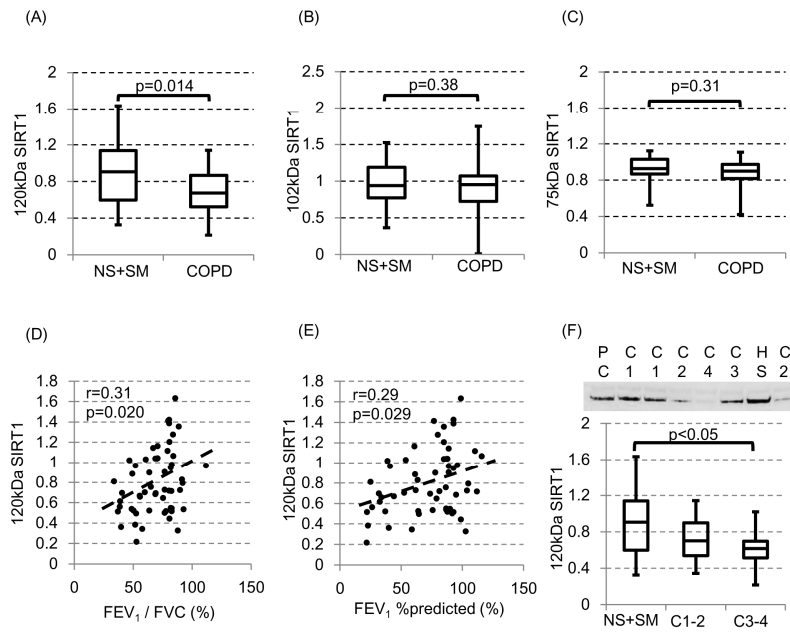 (A)
120kDa SIRT1
2
1.6
1.2
0.8
0.4
0
p=0.014
NS+SM COPD
(B)
102kDa SIRT1
2.5
2
1.5
1
0.5
0
p=0.38
NS+SM COPD
(C)
75kDa SIRT1
2
1.6
1.2
0.8
0.4
0
p=0.31
NS+SM COPD
(D)
120kDa SIRT1
1.8
1.6
1.4
1.2
1
0.8
0.6
0.4
0.2
0
r=0.31
p=0.020
0 50 100 150
FEV1 / FVC (%)
(E)
120kDa SIRT1
1.8
1.6
1.4
1.2
1
0.8
0.6
0.4
0.2
0
r=0.29
p=0.029
0 50 100 150
FEV1 %predicted (%)
(F)
P C C C C C H C
C 1 1 2 4 3 S 2
120kDa SIRT1
2
1.6
1.2
0.8
0.4
0
p<0.05
NS+SM C1-2 C3-4